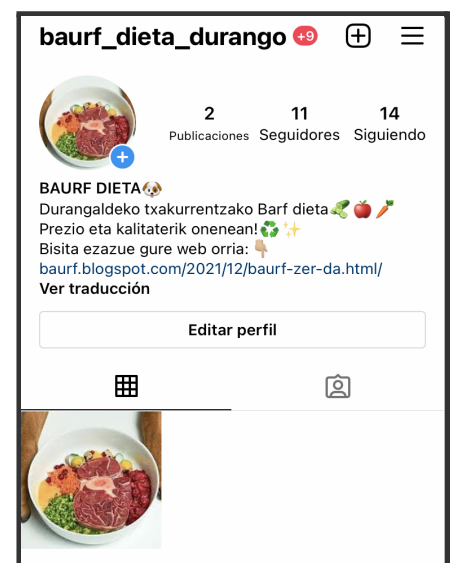 baurf_dieta_durango +9
2 11 14
Publicaciones Seguidores Siguiendo
BAURF DIETA🐶
Durangaldeko txakurrentzako Barf dieta🥒🍎🥕
Prezio eta kalitaterik onenean!♻️✨
Bisita ezazue gure web orria:👇🏼
baurf.blogspot.com/2021/12/baurf-zer-da.html/
Ver traducción
Editar perfil